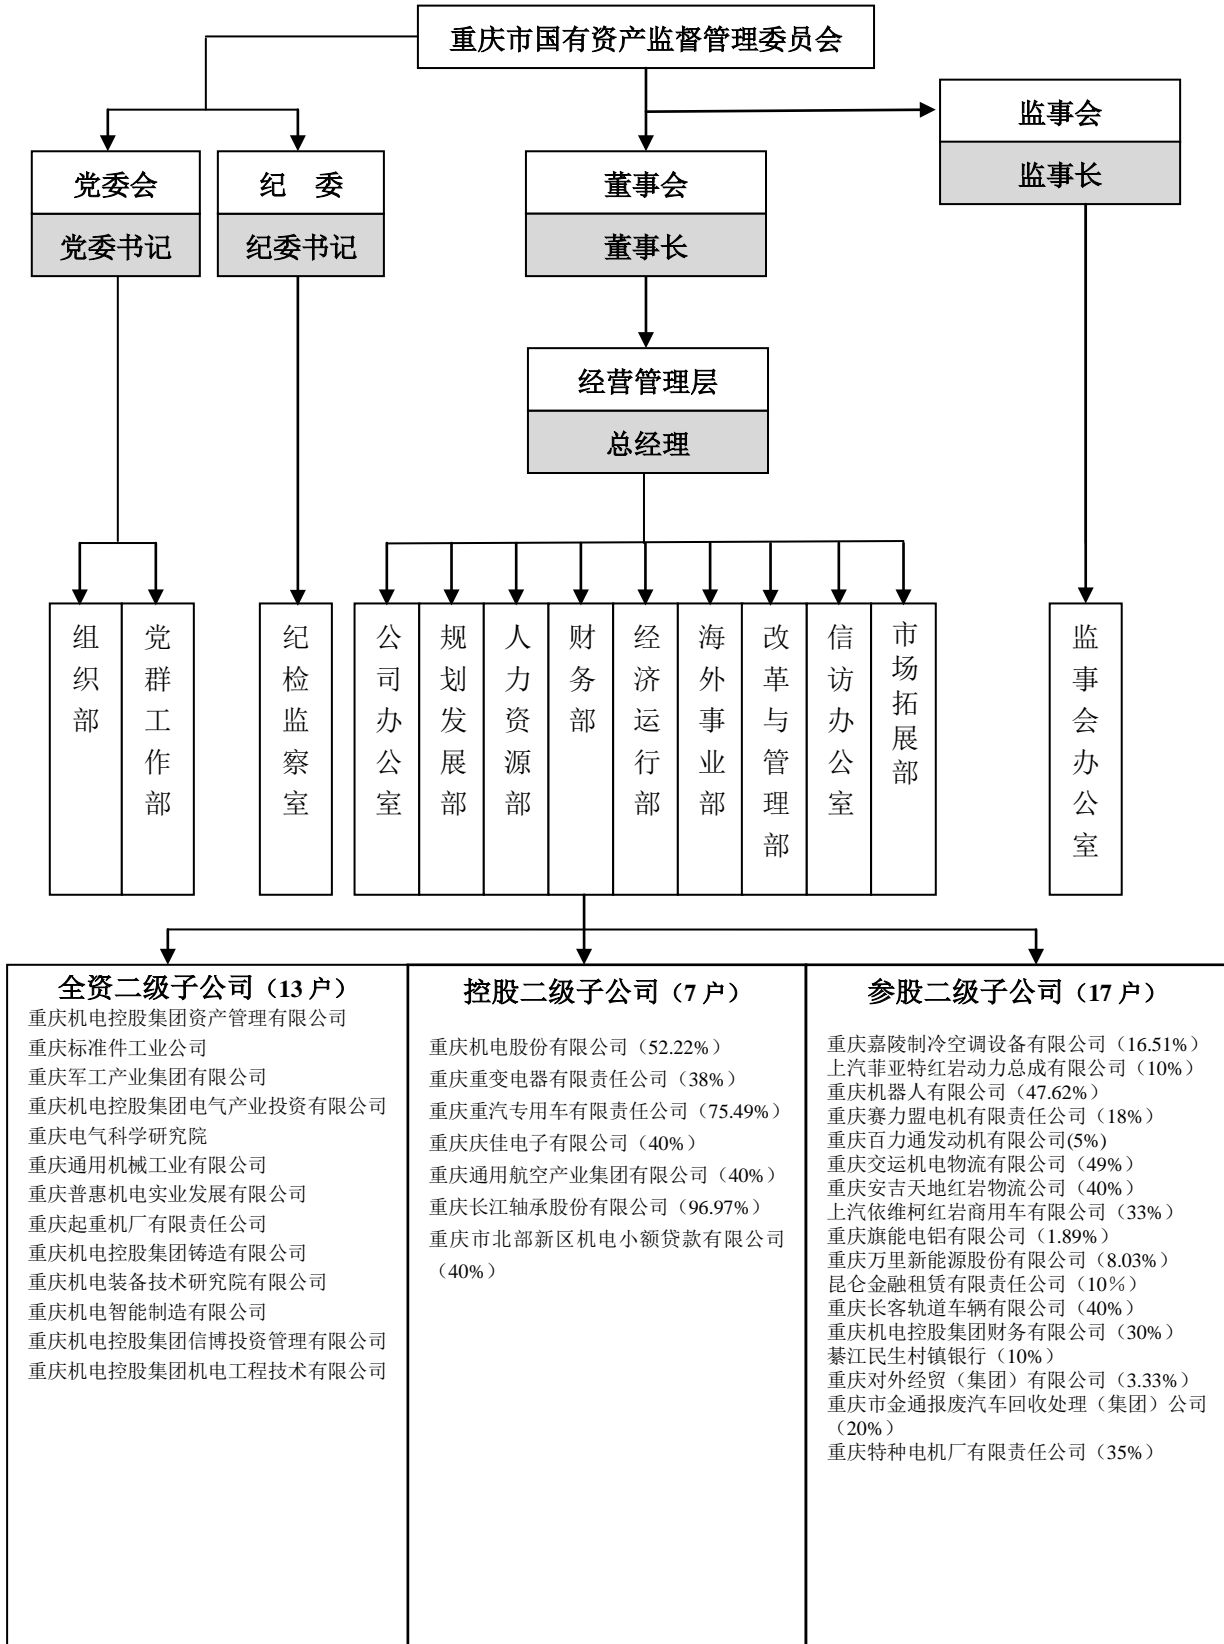 重庆市国有资产监督管理委员会
监事会
监事长
党委会
党委书记
纪 委
纪委书记
董事会
董事长
经营管理层
总经理
组织部
党群工作部
纪检监察室
公司办公室
规划发展部
人力资源部
财务部
经济运行部
海外事业部
改革与管理部
信访办公室
市场拓展部
监事会办公室
全资二级子公司（13 户）
重庆机电控股集团资产管理有限公司
重庆标准件工业公司
重庆军工产业集团有限公司
重庆机电控股集团电气产业投资有限公司
重庆电气科学研究院
重庆通用机械工业有限公司
重庆普惠机电实业发展有限公司
重庆起重机厂有限责任公司
重庆机电控股集团铸造有限公司
重庆机电装备技术研究院有限公司
重庆机电智能制造有限公司
重庆机电控股集团信博投资管理有限公司
重庆机电控股集团机电工程技术有限公司
控股二级子公司（7 户）
重庆机电股份有限公司（52.22%）
重庆重变电器有限责任公司（38%）
重庆重汽专用车有限责任公司（75.49%）
重庆庆佳电子有限公司（40%）
重庆通用航空产业集团有限公司（40%）
重庆长江轴承股份有限公司（96.97%）
重庆市北部新区机电小额贷款有限公司
（40%）
参股二级子公司（17 户）
重庆嘉陵制冷空调设备有限公司（16.51%）
上汽菲亚特红岩动力总成有限公司（10%）
重庆机器人有限公司（47.62%）
重庆赛力盟电机有限责任公司（18%）
重庆百力通发动机有限公司(5%)
重庆交运机电物流有限公司（49%）
重庆安吉天地红岩物流公司（40%）
上汽依维柯红岩商用车有限公司（33%）
重庆旗能电铝有限公司（1.89%）
重庆万里新能源股份有限公司（8.03%）
昆仑金融租赁有限责任公司（10％）
重庆长客轨道车辆有限公司（40%）
重庆机电控股集团财务有限公司（30%）
綦江民生村镇银行（10%）
重庆对外经贸（集团）有限公司（3.33%）
重庆市金通报废汽车回收处理（集团）公司
（20%）
重庆特种电机厂有限责任公司（35%）